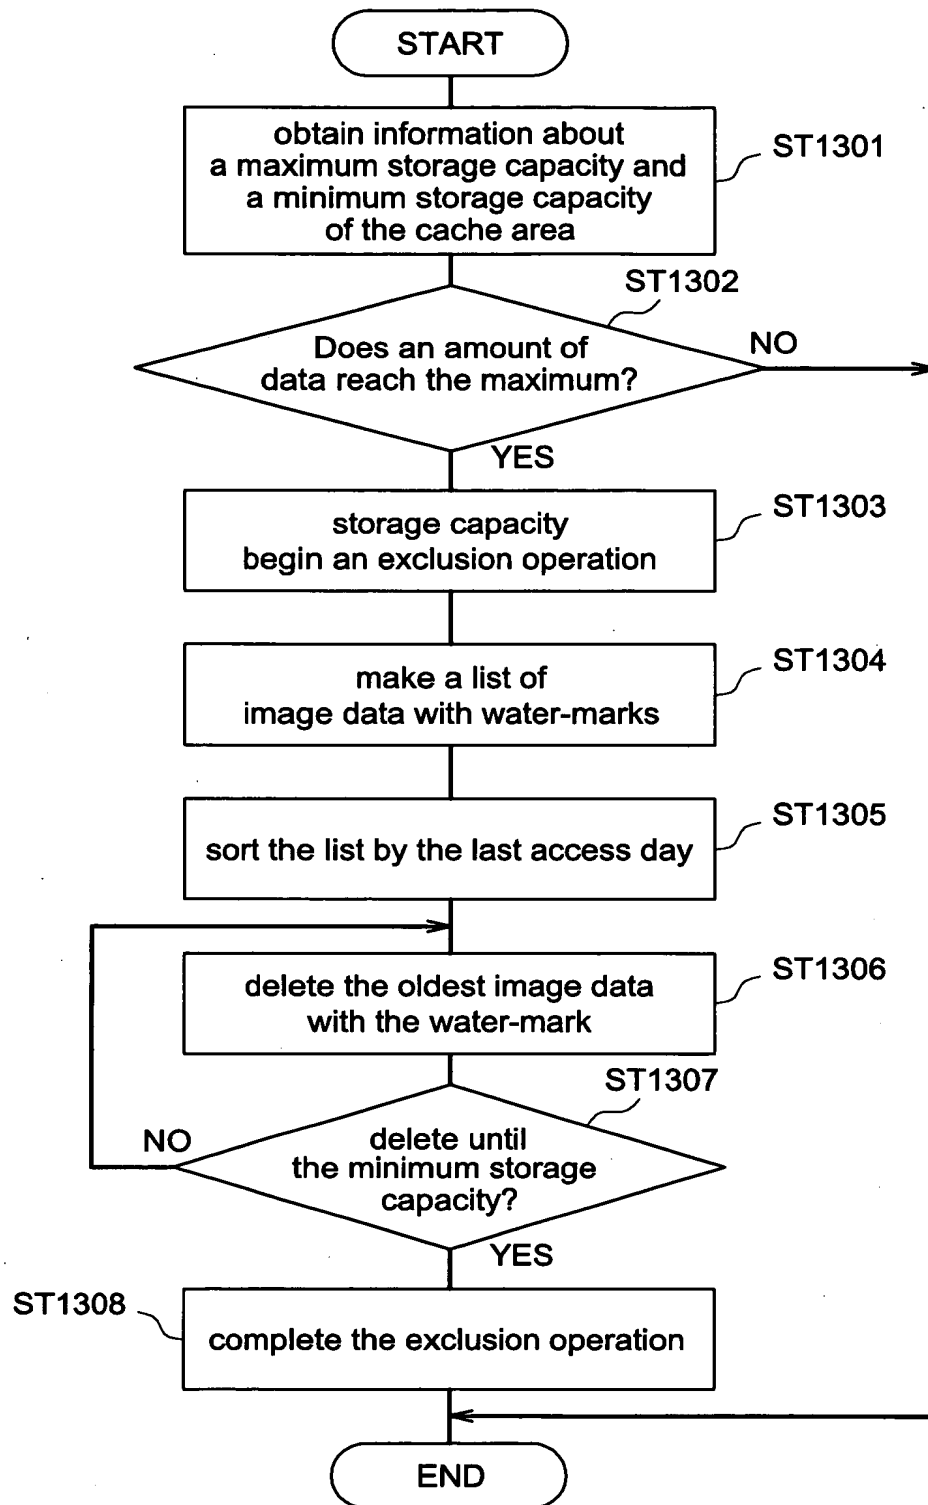 START
obtain information about
a maximum storage capacity and
a minimum storage capacity
of the cache area
ST1301
ST1302
Does an amount of
data reach the maximum?
NO
YES
storage capacity
begin an exclusion operation
ST1303
make a list of
image data with water-marks
ST1304
sort the list by the last access day
ST1305
delete the oldest image data
with the water-mark
ST1306
ST1307
delete until
the minimum storage
capacity?
NO
YES
ST1308
complete the exclusion operation
END